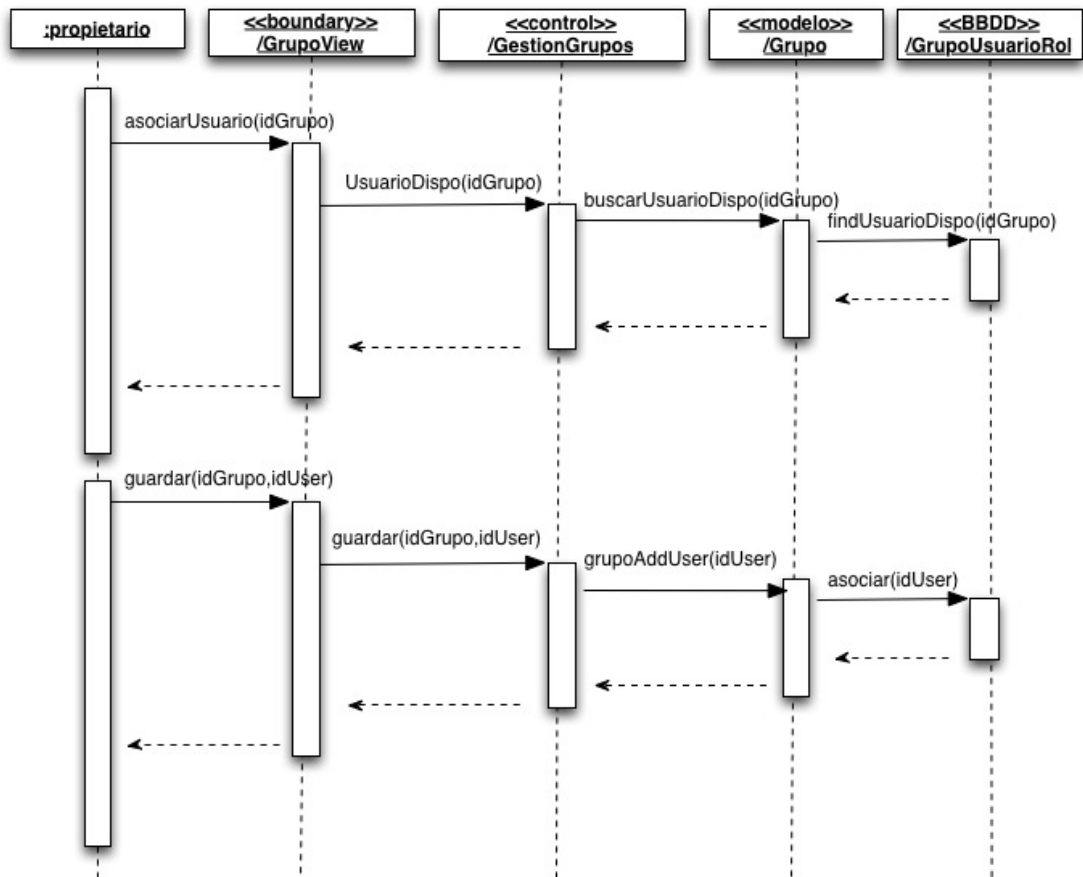 :propietario
<<boundary>>
/GrupoView
<<control>>
/GestionGrupos
<<modelo>>
/Grupo
<<BBDD>>
/GrupoUsuarioRol
asociarUsuario(idGrupo)
UsuarioDispo(idGrupo)
buscarUsuarioDispo(idGrupo)
findUsuarioDispo(idGrupo)
guardar(idGrupo,idUser)
guardar(idGrupo,idUser)
grupoAddUser(idUser)
asociar(idUser)